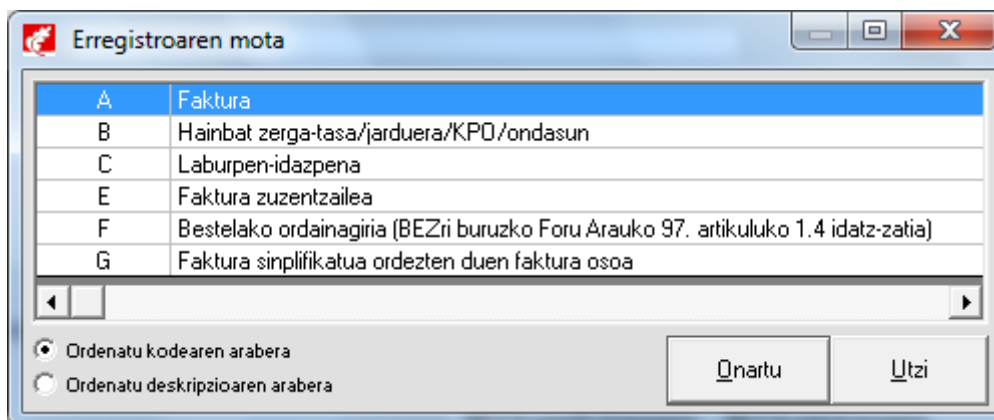 Erregistroaren mota
A Faktura
B Hainbat zerga-tasa/jarduera/KPO/ondasun
C Laburpen-idazpena
E Faktura zuzentzailea
F Bestelako ordainagiria (BEZri buruzko Foru Arauko 97. artikuluko 1.4 idatz-zatia)
G Faktura sinplifikatua ordezten duen faktura osoa
Ordenatu kodearen arabera
Ordenatu deskripzioaren arabera
Onartu Utzi